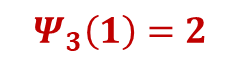 Ψ₃(1) = 2